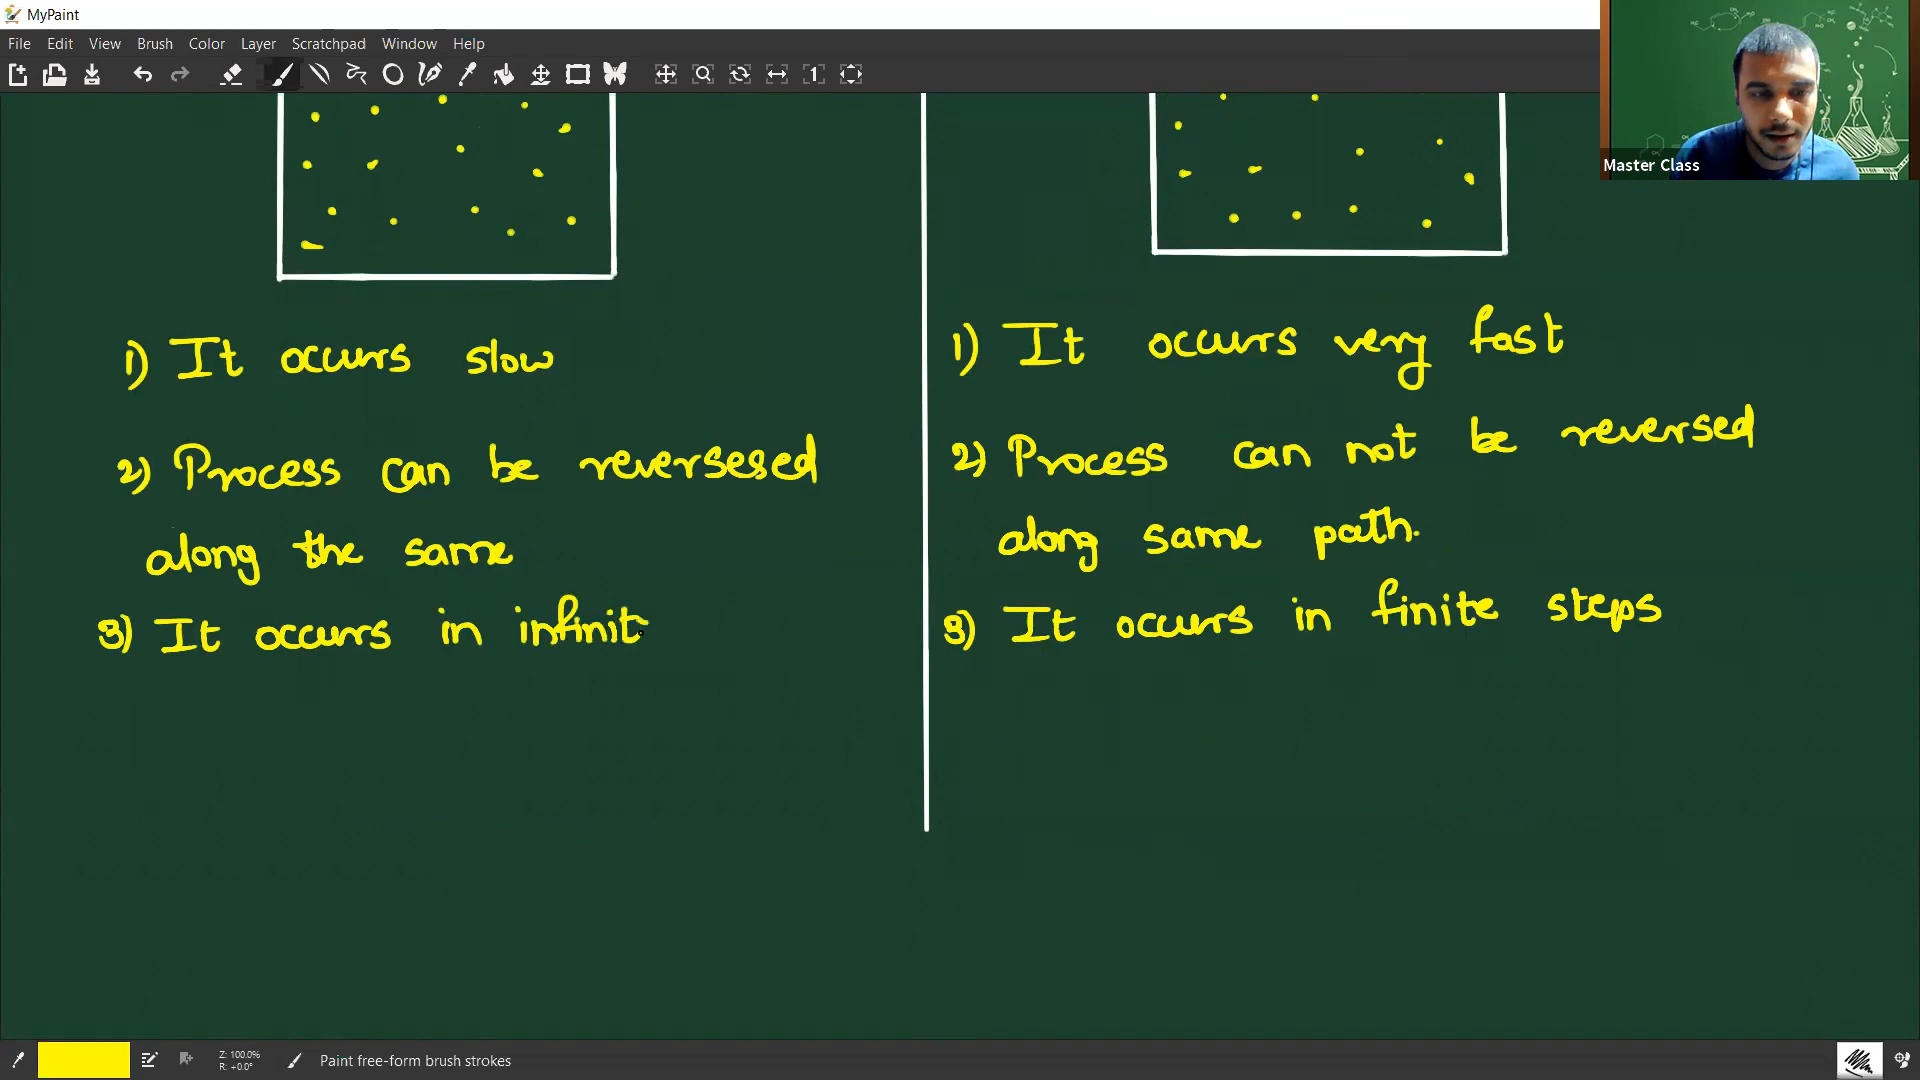 MyPaint
File Edit View Brush Color Layer Scratchpad Window Help
Master Class
1) It occurs slow
2) Process can be reversesed
along the same
3) It occurs in infinit
1) It occurs very fast
2) Process can not be reversed
along same path.
3) It occurs in finite steps
Z: 100.0%
R: +0.0°
Paint free-form brush strokes